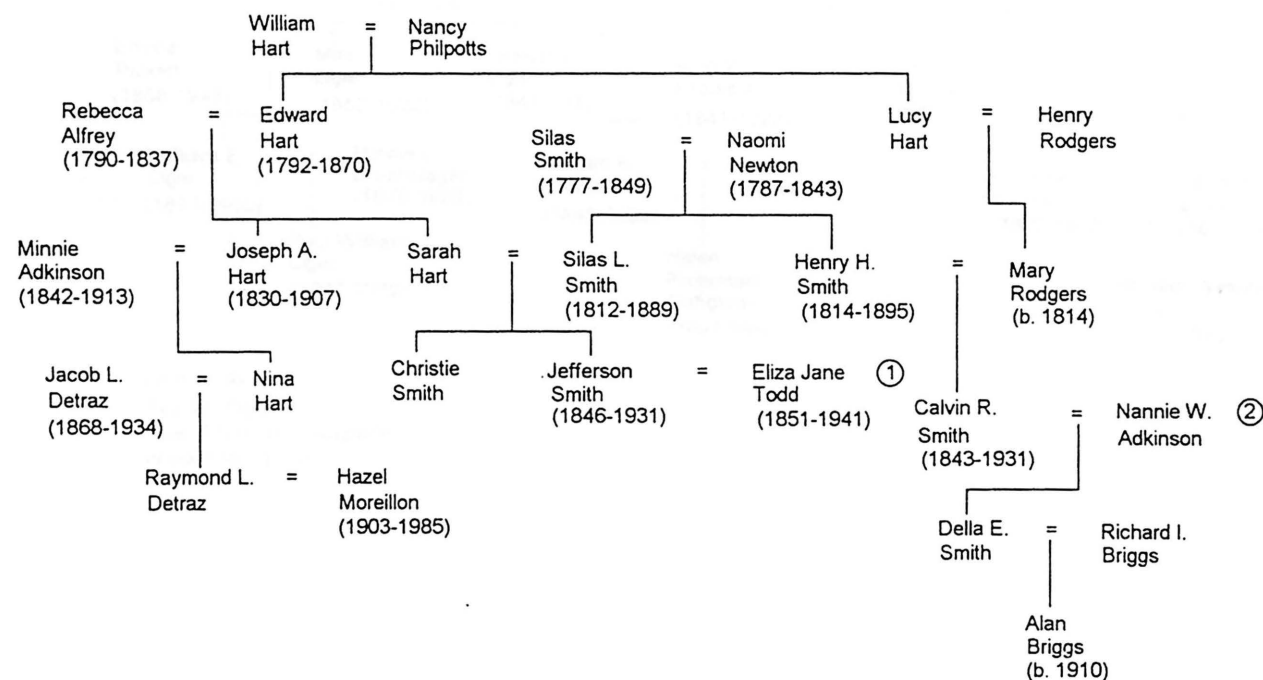 William = Nancy
Hart Philpotts
Rebecca = Edward
Alfrey Hart
(1790-1837) (1792-1870)
Lucy = Henry
Hart Rodgers
Silas = Naomi
Smith Newton
(1777-1849) (1787-1843)
Minnie = Joseph A.
Adkinson Hart
(1842-1913) (1830-1907)
Sarah = Silas L.
Hart Smith
(1812-1889)
Henry H. = Mary
Smith Rodgers
(1814-1895) (b. 1814)
Jacob L. = Nina
Detraz Hart
(1868-1934)
Christie
Smith
Jefferson = Eliza Jane 1
Smith Todd
(1846-1931) (1851-1941)
Calvin R. = Nannie W. 2
Smith Adkinson
(1843-1931)
Raymond L. = Hazel
Detraz Moreillon
(1903-1985)
Della E. = Richard I.
Smith Briggs
Alan
Briggs
(b. 1910)